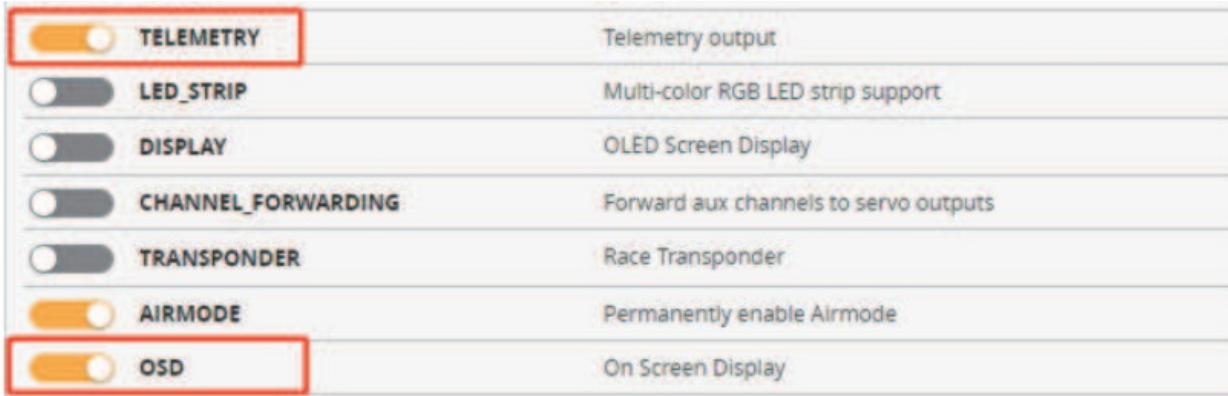 TELEMETRY Telemetry output
LED_STRIP Multi-color RGB LED strip support
DISPLAY OLED Screen Display
CHANNEL_FORWARDING Forward aux channels to servo outputs
TRANSPONDER Race Transponder
AIRMODE Permanently enable Airmode
OSD On Screen Display